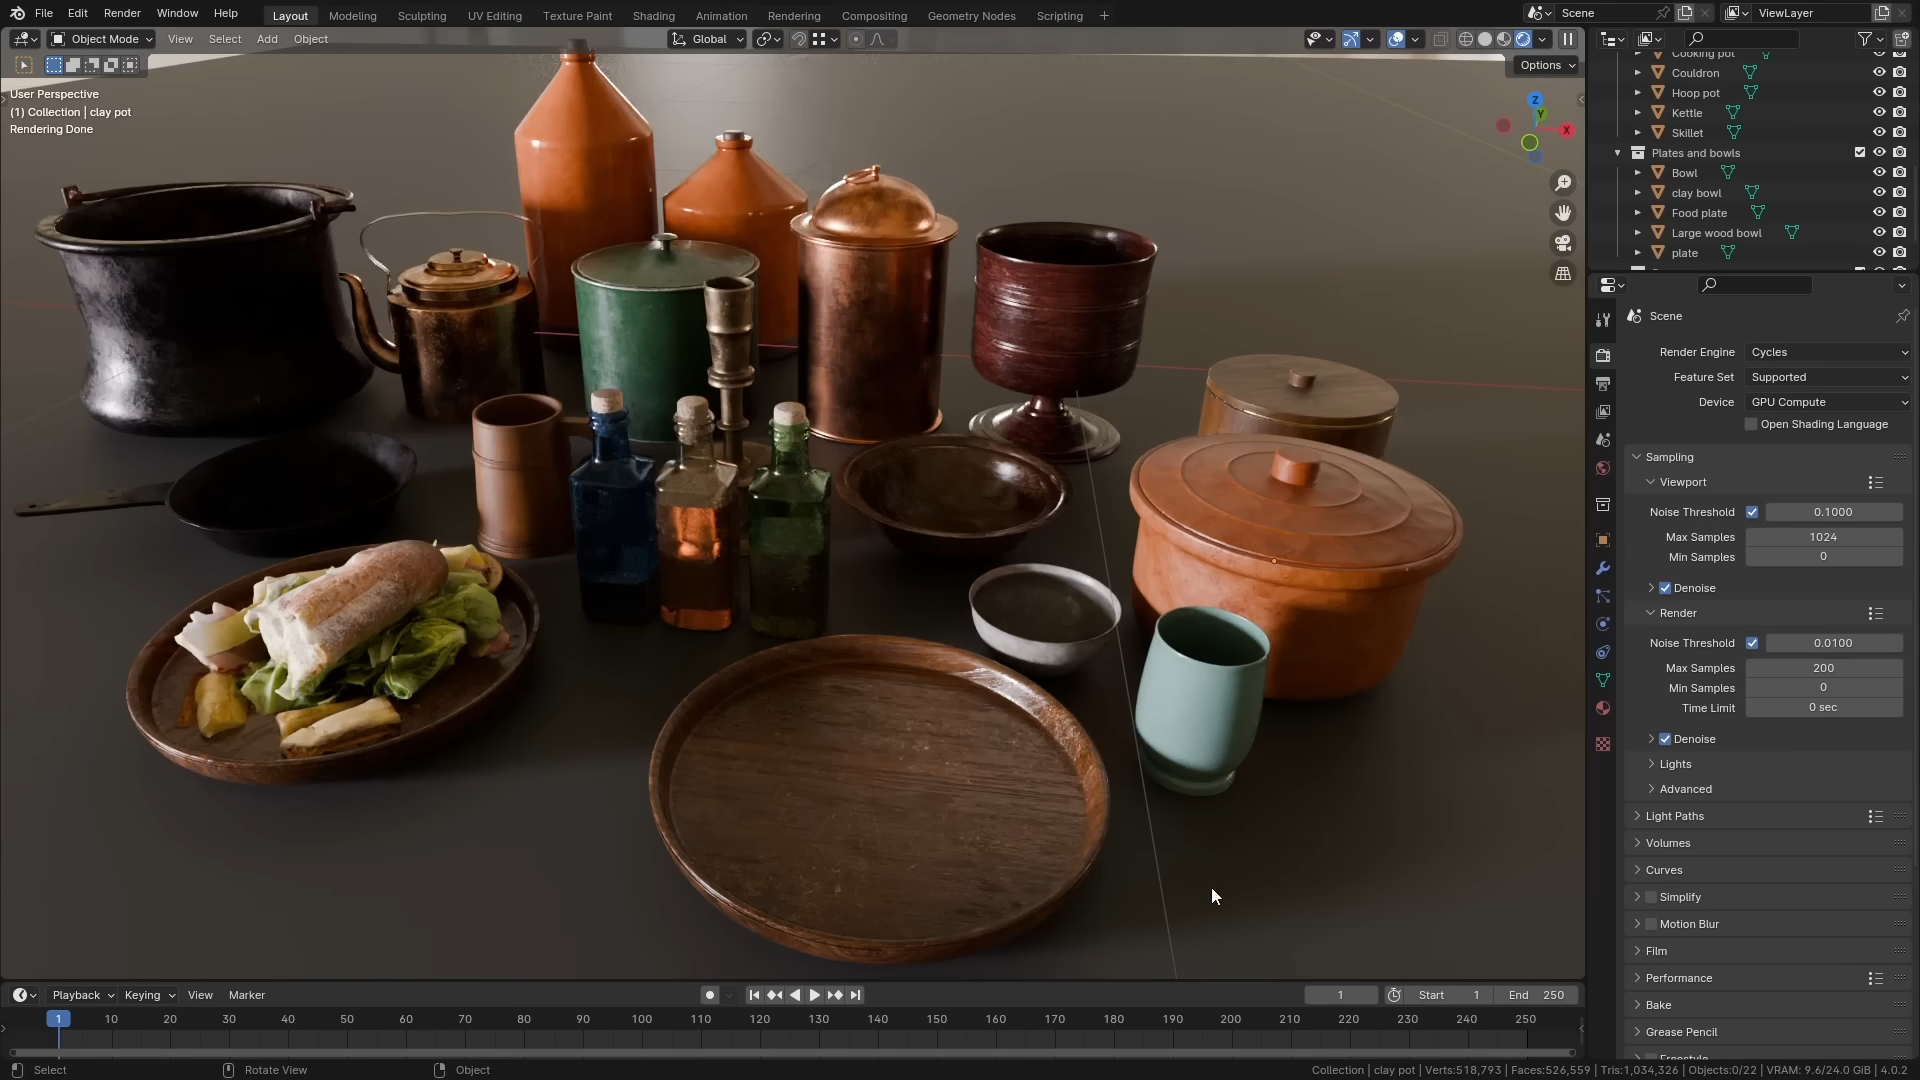 File Edit Render Window Help Layout Modeling Sculpting UV Editing Texture Paint Shading Animation Rendering Compositing Geometry Nodes Scripting + Scene ViewLayer
Object Mode View Select Add Object Global
Options
User Perspective
(1) Collection | clay pot
Rendering Done
Z
Y
X
Cooking pot
Couldron
Hoop pot
Kettle
Skillet
Plates and bowls
Bowl
clay bowl
Food plate
Large wood bowl
plate
Scene
Render Engine Cycles
Feature Set Supported
Device GPU Compute
Open Shading Language
Sampling
Viewport
Noise Threshold 0.1000
Max Samples 1024
Min Samples 0
Denoise
Render
Noise Threshold 0.0100
Max Samples 200
Min Samples 0
Time Limit 0 sec
Denoise
Lights
Advanced
Light Paths
Volumes
Curves
Simplify
Motion Blur
Film
Performance
Bake
Grease Pencil
Freestyle
Playback Keying View Marker 1 Start 1 End 250
1 10 20 30 40 50 60 70 80 90 100 110 120 130 140 150 160 170 180 190 200 210 220 230 240 250
Select Rotate View Object Collection | clay pot | Verts:518,793 | Faces:526,559 | Tris:1,034,326 | Objects:0/22 | VRAM: 9.6/24.0 GiB | 4.0.2